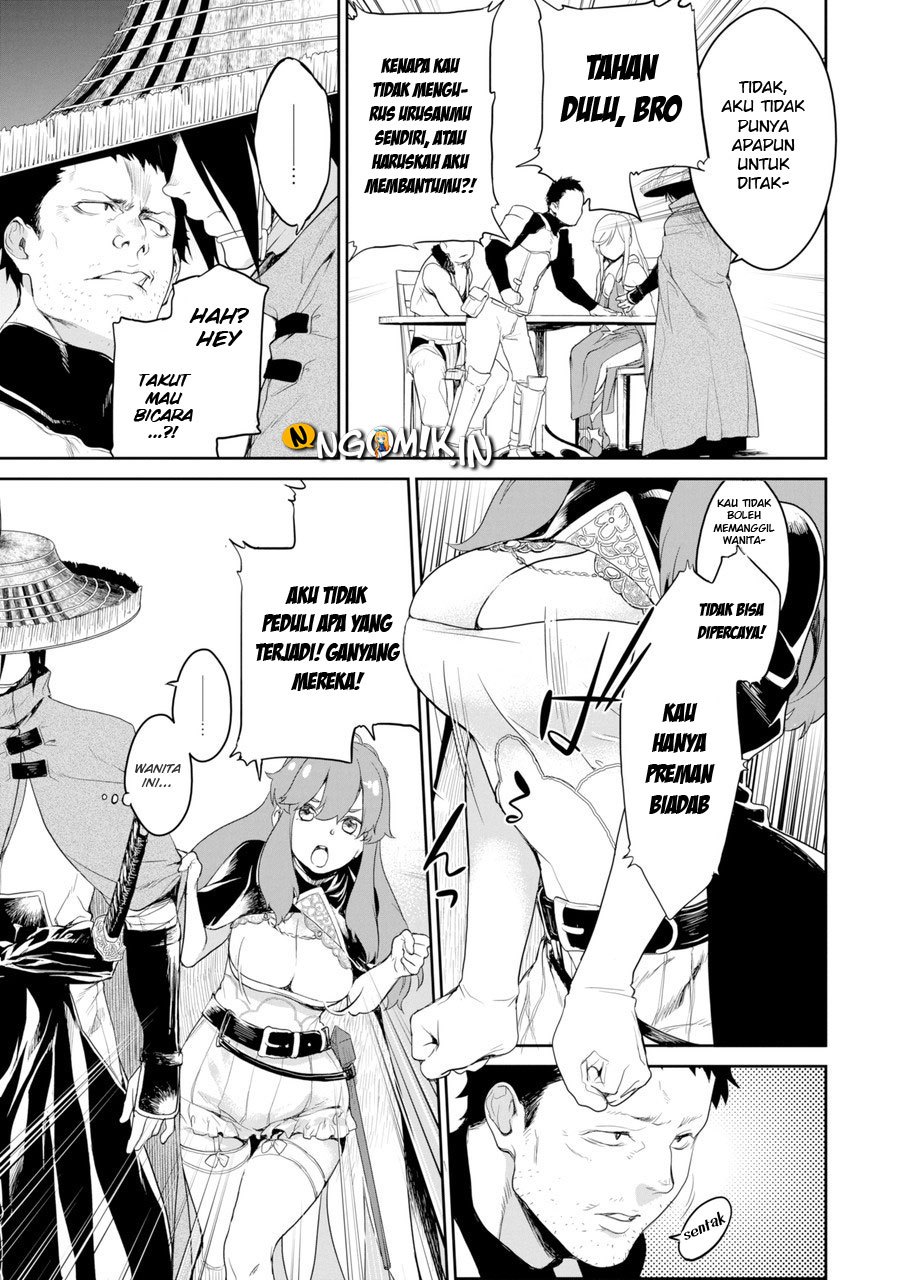 TIDAK,
AKU TIDAK
PUNYA
APAPUN
UNTUK
DITAK-
TAHAN
DULU, BRO
KENAPA KAU
TIDAK MENGU-
RUS URUSANMU
SENDIRI, ATAU
HARUSKAH AKU
MEMBANTUMU?!
.......
HAH?
HEY
TAKUT
MAU
BICARA
...?!
NGOMIK.IN
KAU TIDAK
BOLEH
MEMANGGIL
WANITA-
TIDAK BISA
DIPERCAYA!
KAU
HANYA
PREMAN
BIADAB
AKU TIDAK
PEDULI APA YANG
TERJADI! GANYANG
MEREKA!
.......
WANITA
INI...
sentak